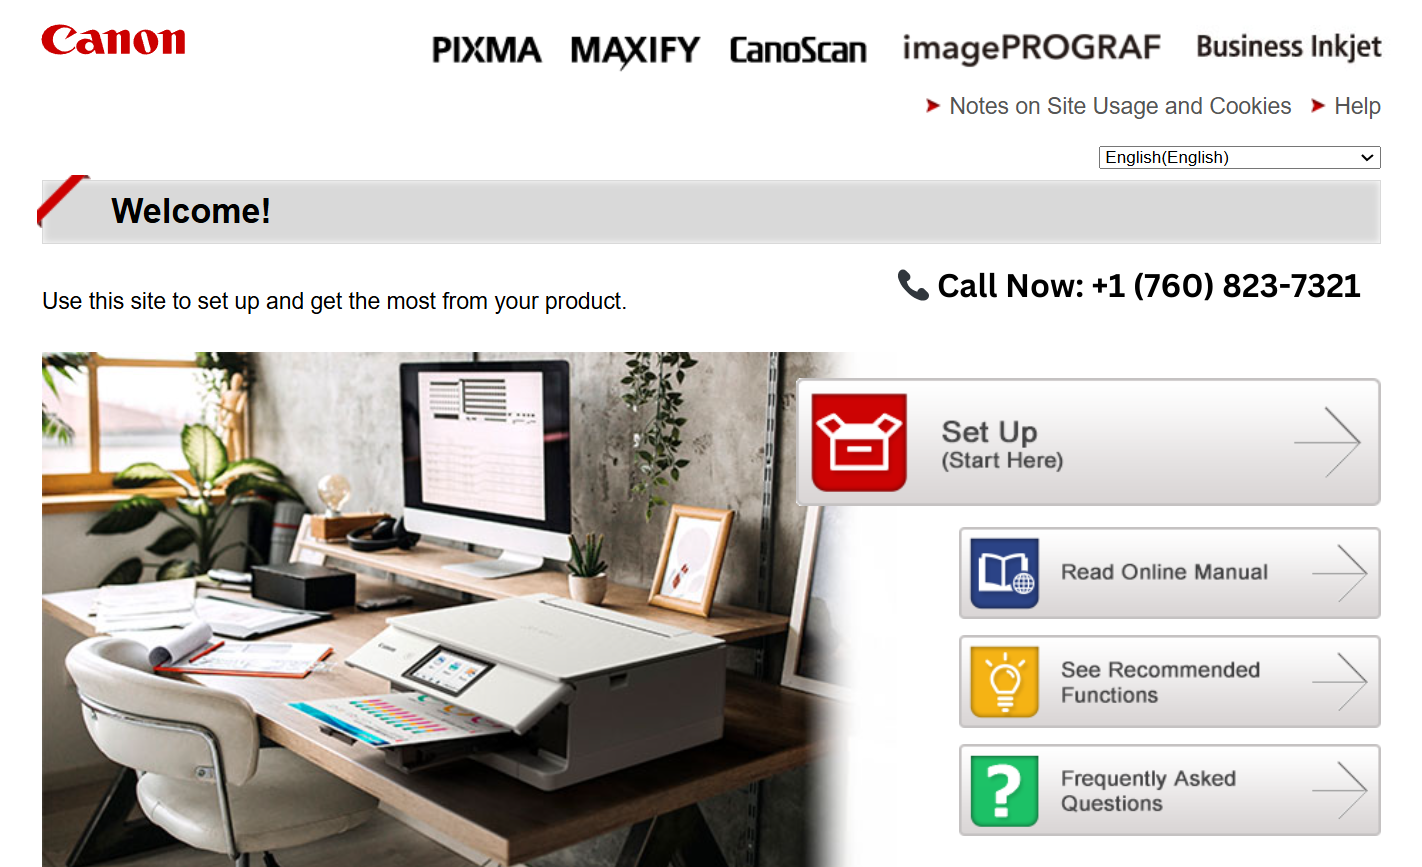 Canon
PIXMA MAXIFY CanoScan imagePROGRAF Business Inkjet
Notes on Site Usage and Cookies Help
English(English)
Welcome!
Call Now: +1 (760) 823-7321
Use this site to set up and get the most from your product.
Set Up
(Start Here)
Read Online Manual
See Recommended
Functions
Frequently Asked
Questions
Canon